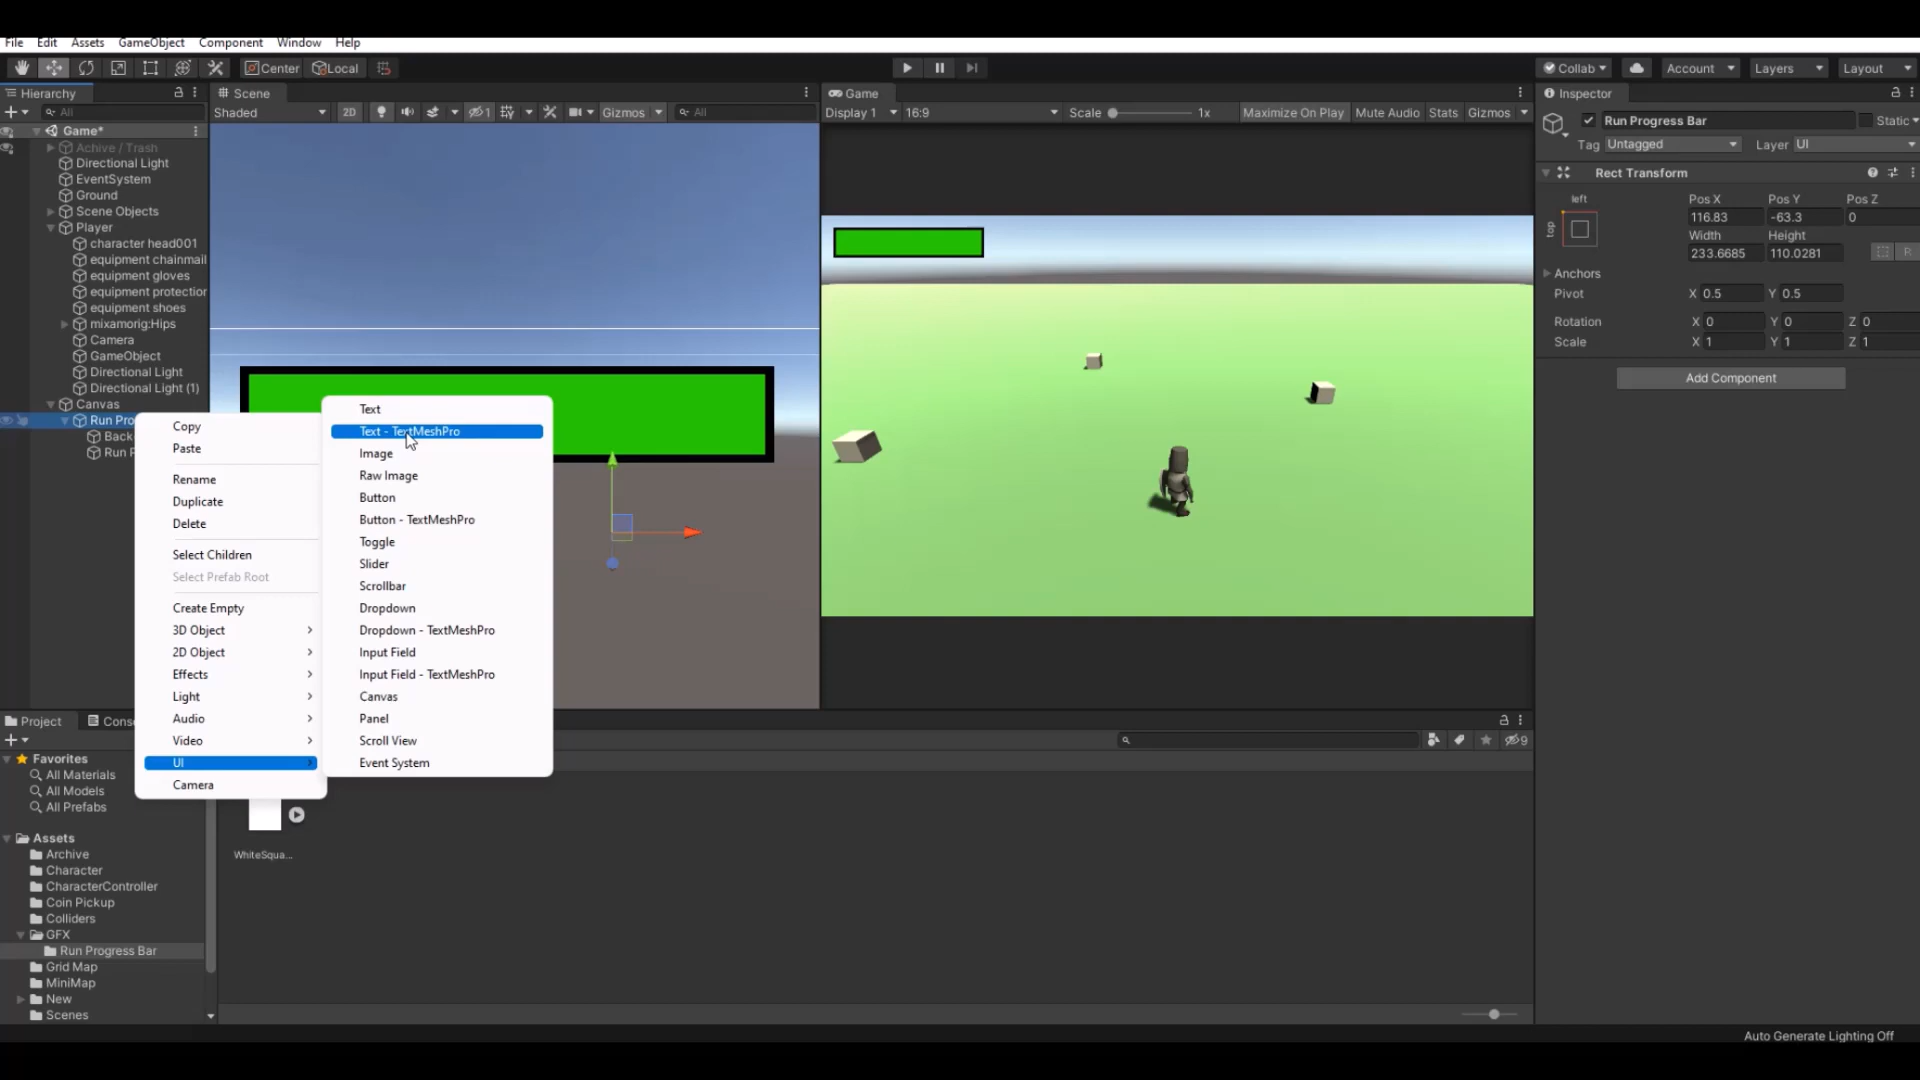 File Edit Assets GameObject Component Window Help
Center Local Collab Account Layers Layout
Hierarchy
All
Game*
Achive / Trash
Directional Light
EventSystem
Ground
Scene Objects
Player
character head001
equipment chainmail
equipment gloves
equipment protection
equipment shoes
mixamorig:Hips
Camera
GameObject
Directional Light
Directional Light (1)
Canvas
Run Pro
Back
Run P
Scene
Shaded 2D 1 Gizmos All
Copy
Paste
Rename
Duplicate
Delete
Select Children
Select Prefab Root
Create Empty
3D Object
2D Object
Effects
Light
Audio
Video
UI
Camera
Text
Text - TextMeshPro
Image
Raw Image
Button
Button - TextMeshPro
Toggle
Slider
Scrollbar
Dropdown
Dropdown - TextMeshPro
Input Field
Input Field - TextMeshPro
Canvas
Panel
Scroll View
Event System
Game
Display 1 16:9 Scale 1x Maximize On Play Mute Audio Stats Gizmos
Inspector
Run Progress Bar Static
Tag Untagged Layer UI
Rect Transform
left
top
Pos X Pos Y Pos Z
116.83 -63.3 0
Width Height
233.6685 110.0281
R
Anchors
Pivot X 0.5 Y 0.5
Rotation X 0 Y 0 Z 0
Scale X 1 Y 1 Z 1
Add Component
Project Conso
9
Favorites
All Materials
All Models
All Prefabs
Assets
Archive
Character
CharacterController
Coin Pickup
Colliders
GFX
Run Progress Bar
Grid Map
MiniMap
New
Scenes
WhiteSqua...
Auto Generate Lighting Off